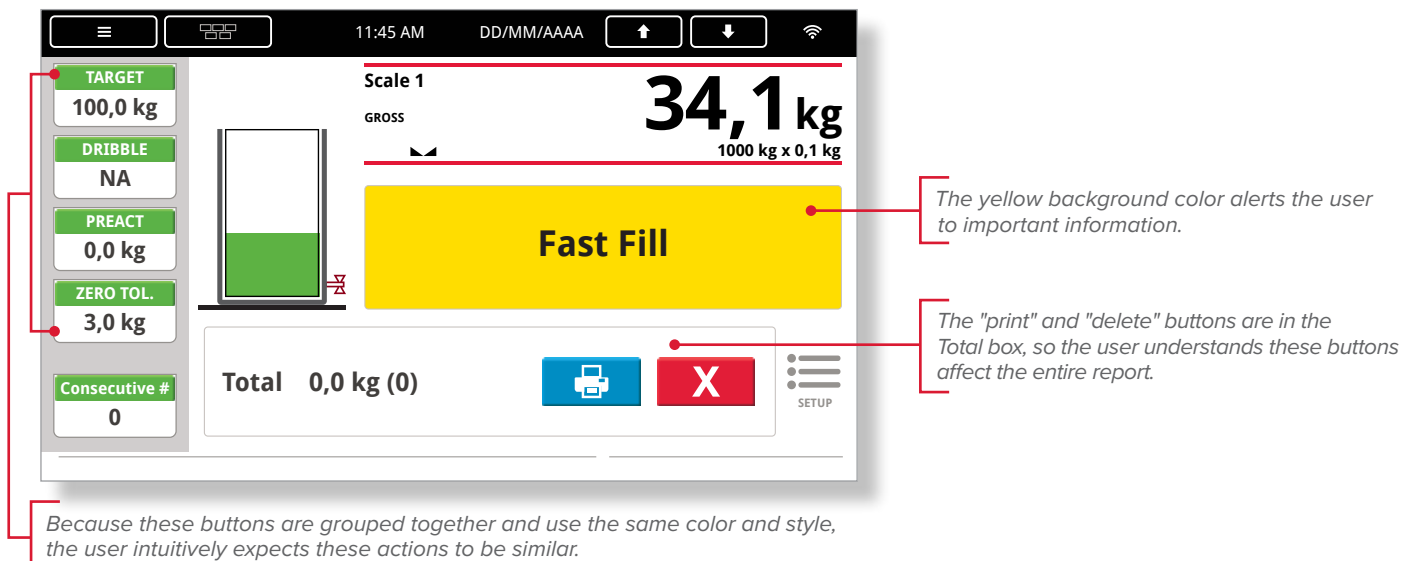 11:45 AM
DD/MM/AAAA
TARGET
100,0 kg
DRIBBLE
NA
PREACT
0,0 kg
ZERO TOL.
3,0 kg
Consecutive #
0
Scale 1
GROSS
34,1 kg
1000 kg x 0,1 kg
Fast Fill
Total 0,0 kg (0)
X
SETUP
The yellow background color alerts the user
to important information.
The "print" and "delete" buttons are in the
Total box, so the user understands these buttons
affect the entire report.
Because these buttons are grouped together and use the same color and style,
the user intuitively expects these actions to be similar.